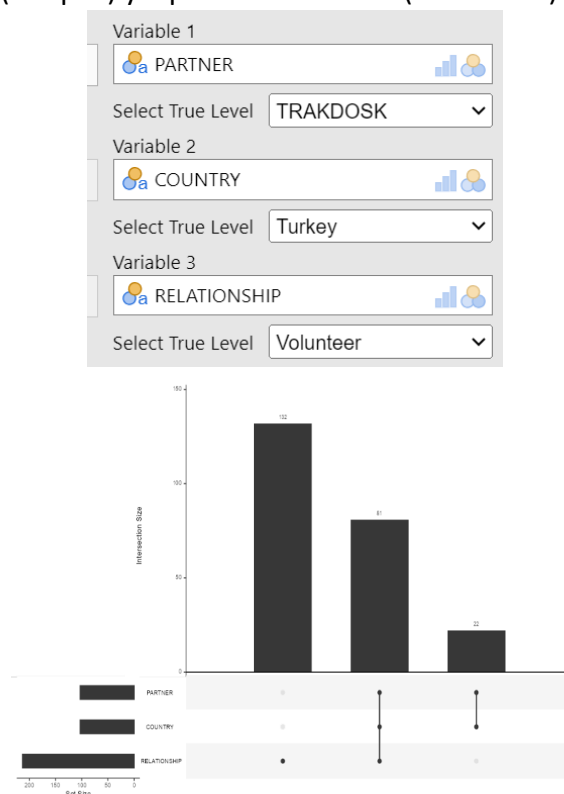 Variable 1
a PARTNER
Select True Level TRAKDOSK
Variable 2
a COUNTRY
Select True Level Turkey
Variable 3
a RELATIONSHIP
Select True Level Volunteer
150
132
100
81
Intersection Size
50
22
0
PARTNER
COUNTRY
RELATIONSHIP
200 150 100 50 0
Set Size